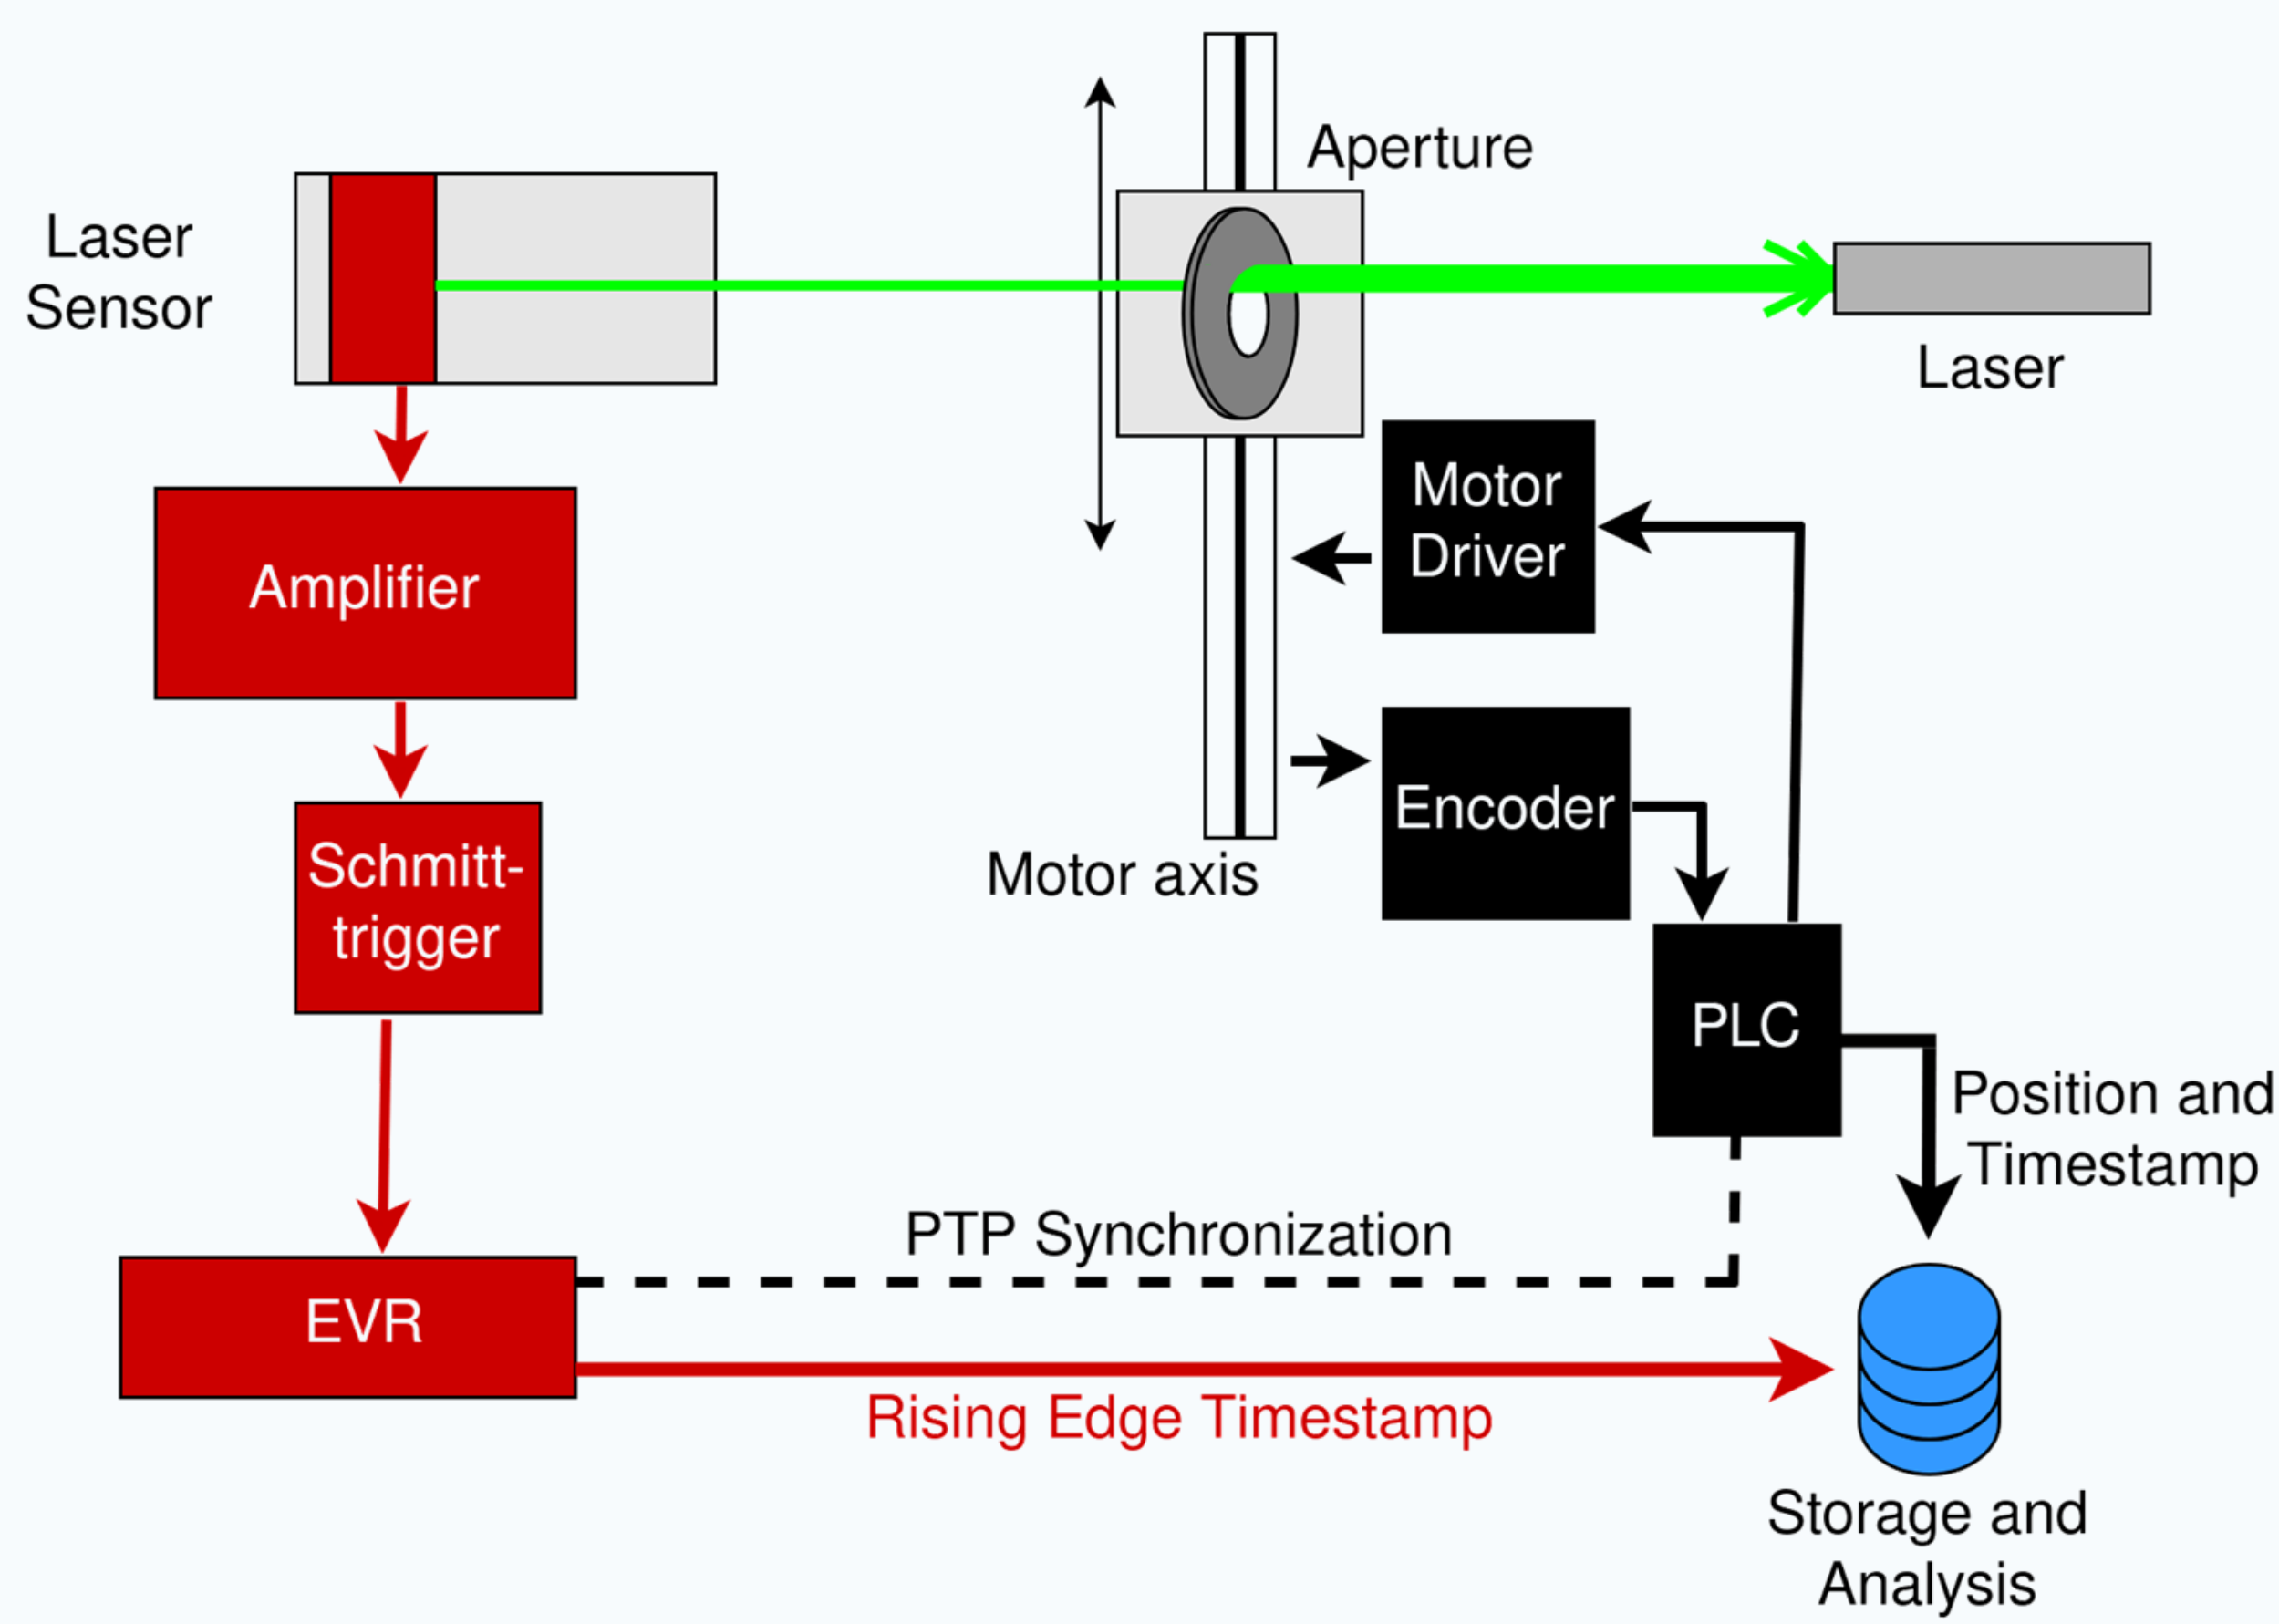 Aperture
Laser
Sensor
Laser
Motor
Driver
Amplifier
Encoder
Schmitt-
trigger
Motor axis
PLC
Position and
Timestamp
PTP Synchronization
EVR
Rising Edge Timestamp
Storage and
Analysis